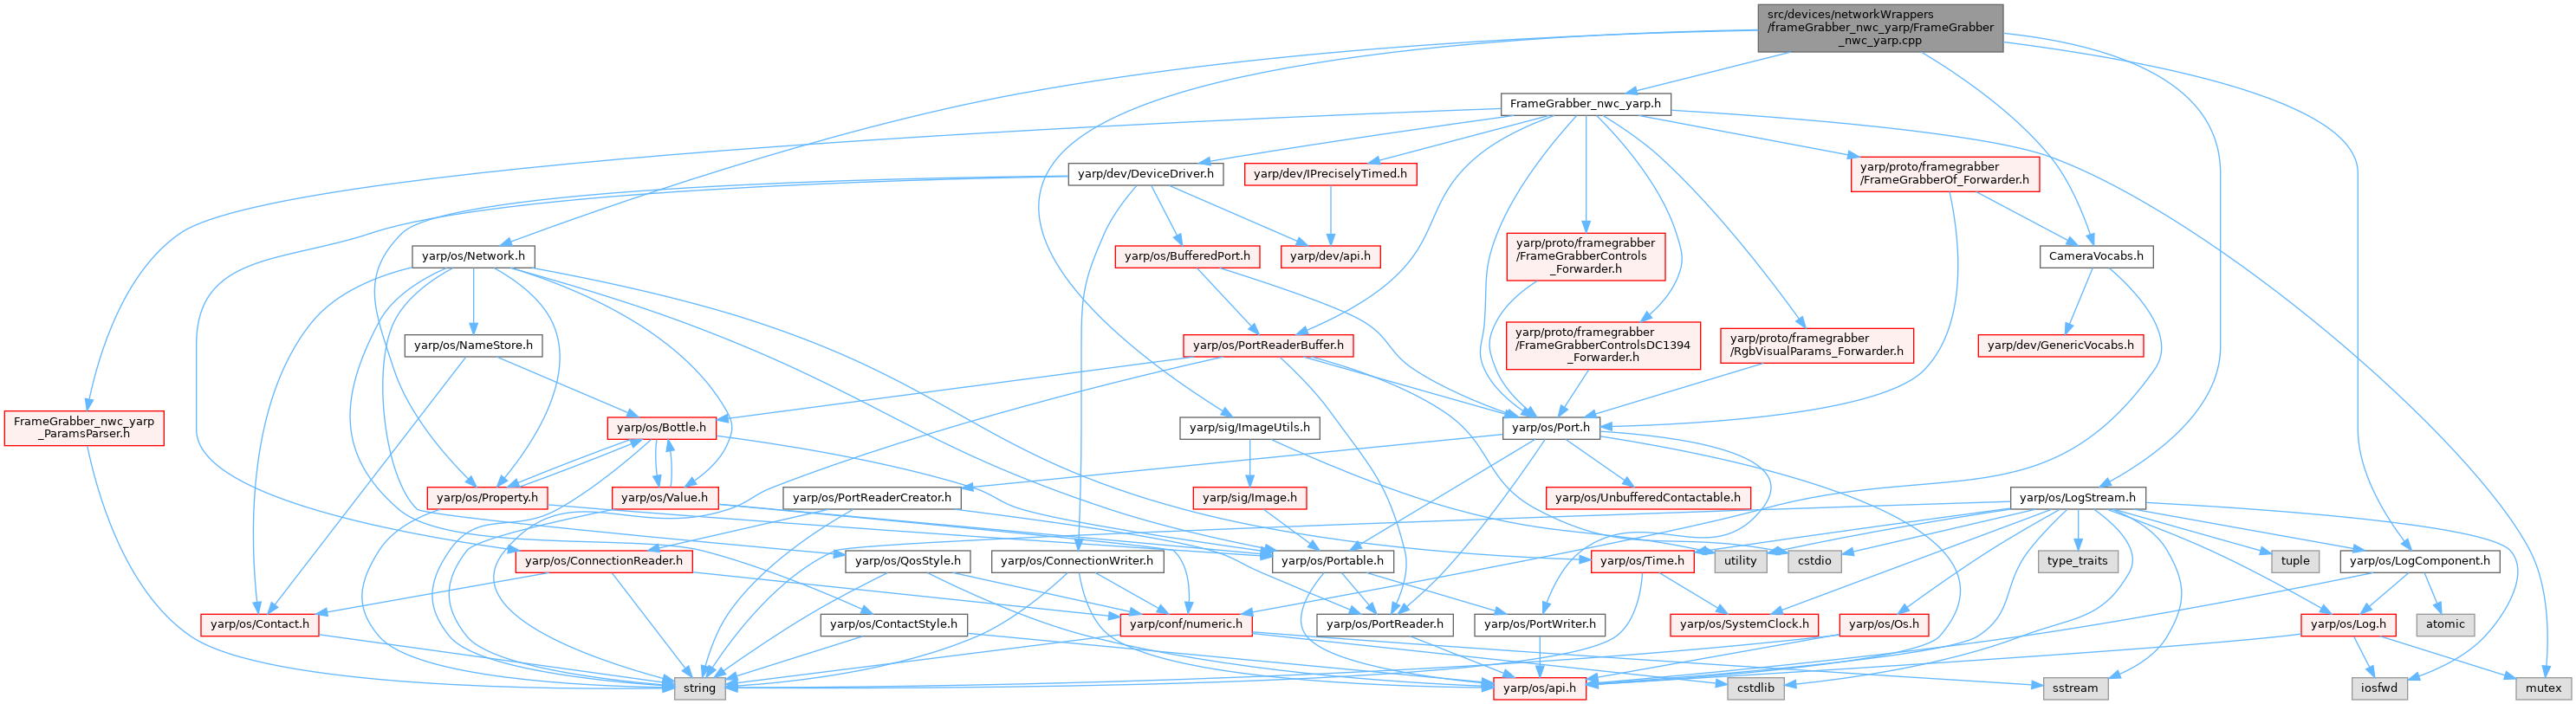 src/devices/networkWrappers
/frameGrabber_nwc_yarp/FrameGrabber
_nwc_yarp.cpp
FrameGrabber_nwc_yarp.h
yarp/dev/DeviceDriver.h
yarp/dev/IPreciselyTimed.h
yarp/proto/framegrabber
/FrameGrabberOf_Forwarder.h
yarp/os/Network.h
yarp/os/BufferedPort.h
yarp/dev/api.h
yarp/proto/framegrabber
/FrameGrabberControls
_Forwarder.h
CameraVocabs.h
yarp/os/NameStore.h
yarp/os/PortReaderBuffer.h
yarp/proto/framegrabber
/FrameGrabberControlsDC1394
_Forwarder.h
yarp/proto/framegrabber
/RgbVisualParams_Forwarder.h
yarp/dev/GenericVocabs.h
FrameGrabber_nwc_yarp
_ParamsParser.h
yarp/os/Bottle.h
yarp/sig/ImageUtils.h
yarp/os/Port.h
yarp/os/Property.h
yarp/os/Value.h
yarp/os/PortReaderCreator.h
yarp/sig/Image.h
yarp/os/UnbufferedContactable.h
yarp/os/LogStream.h
yarp/os/ConnectionReader.h
yarp/os/QosStyle.h
yarp/os/ConnectionWriter.h
yarp/os/Portable.h
yarp/os/Time.h
utility
cstdio
type_traits
tuple
yarp/os/LogComponent.h
yarp/os/Contact.h
yarp/os/ContactStyle.h
yarp/conf/numeric.h
yarp/os/PortReader.h
yarp/os/PortWriter.h
yarp/os/SystemClock.h
yarp/os/Os.h
yarp/os/Log.h
atomic
string
yarp/os/api.h
cstdlib
sstream
iosfwd
mutex